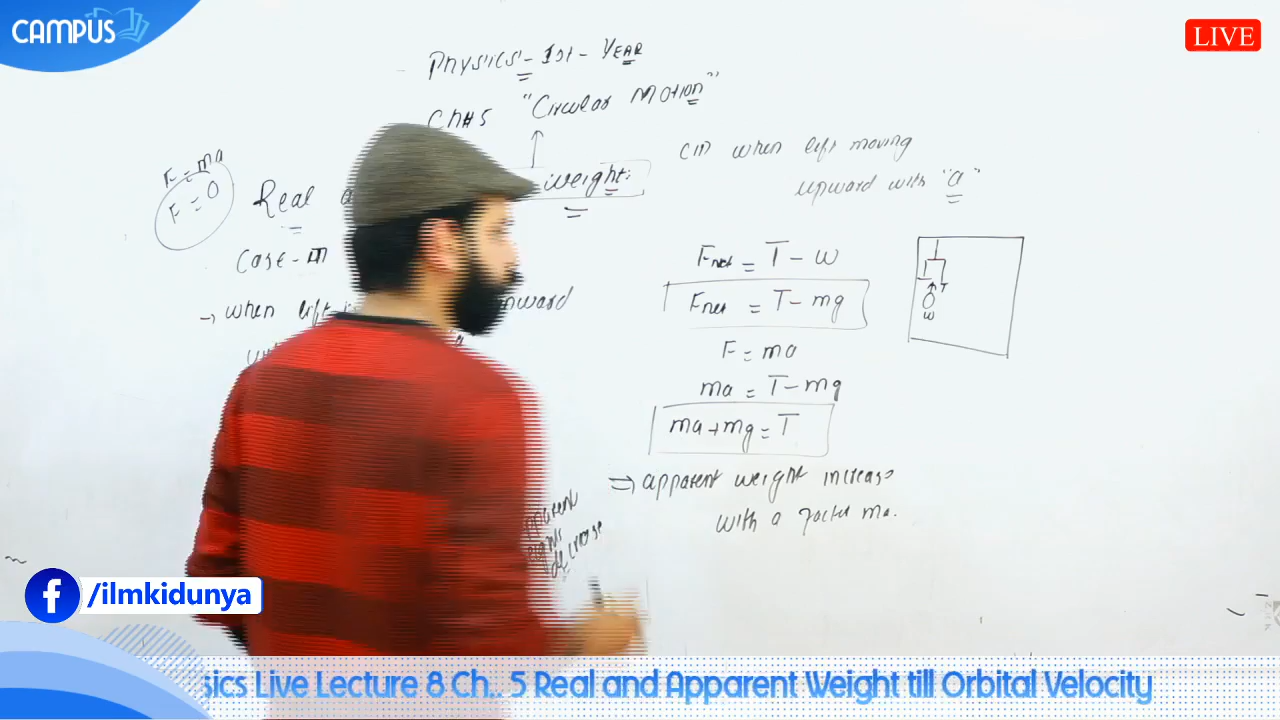 CAMPUS
LIVE
Physics - 1st - YEAR
CH#5 "Circular Motion"
F = ma
F = 0
Real
weight:
Case-III
→ when lift is
when lift moving
upward with "a"
Fnet = T - w
Fnet = T - mg
F = ma
ma = T - mg
ma + mg = T
T
w
⇒ apparent weight increase
with a factor ma.
decrease
/ilmkidunya
sics Live Lecture 8 Ch.. 5 Real and Apparent Weight till Orbital Velocity